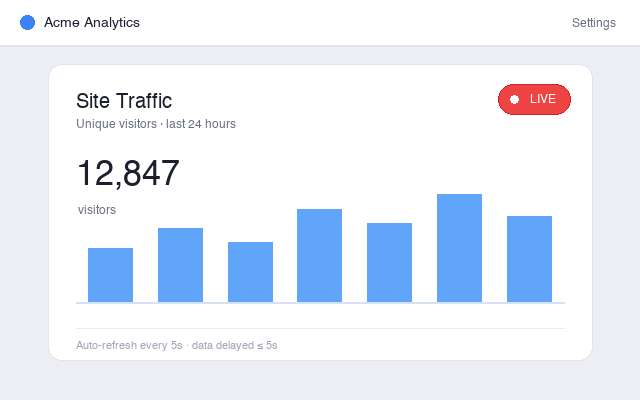 Acme Analytics
Settings
Site Traffic
LIVE
Unique visitors · last 24 hours
12,847
visitors
Auto-refresh every 5s · data delayed ≤ 5s